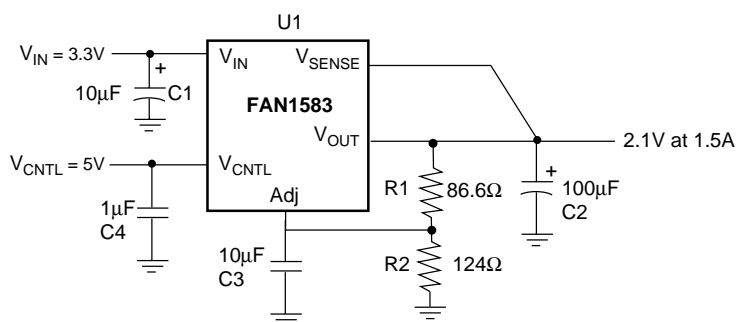 U1
VIN = 3.3V
VIN
VSENSE
+
10μF
C1
FAN1583
VOUT
2.1V at 1.5A
VCNTL = 5V
VCNTL
R1
86.6Ω
+
100μF
C2
Adj
1μF
C4
10μF
C3
R2
124Ω